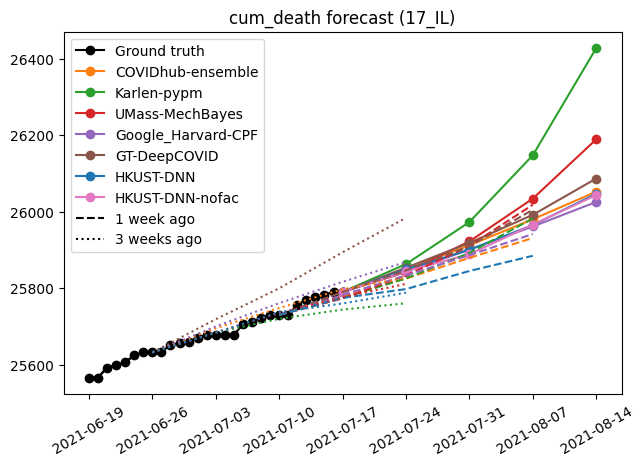 cum_death forecast (17_IL)
26400
26200
26000
25800
25600
Ground truth
COVIDhub-ensemble
Karlen-pypm
UMass-MechBayes
Google_Harvard-CPF
GT-DeepCOVID
HKUST-DNN
HKUST-DNN-nofac
1 week ago
3 weeks ago
2021-06-19
2021-06-26
2021-07-03
2021-07-10
2021-07-17
2021-07-24
2021-07-31
2021-08-07
2021-08-14